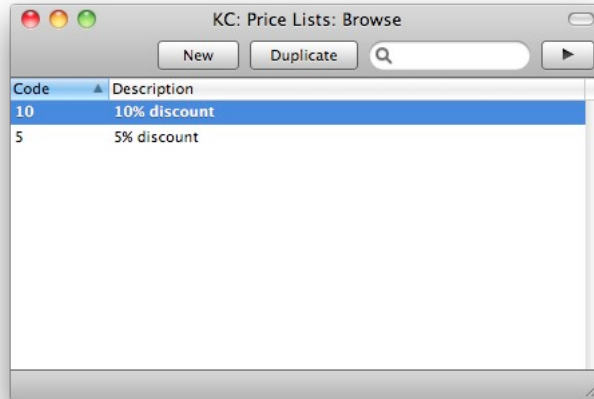 KC: Price Lists: Browse
New Duplicate
Code Description
10 10% discount
5 5% discount